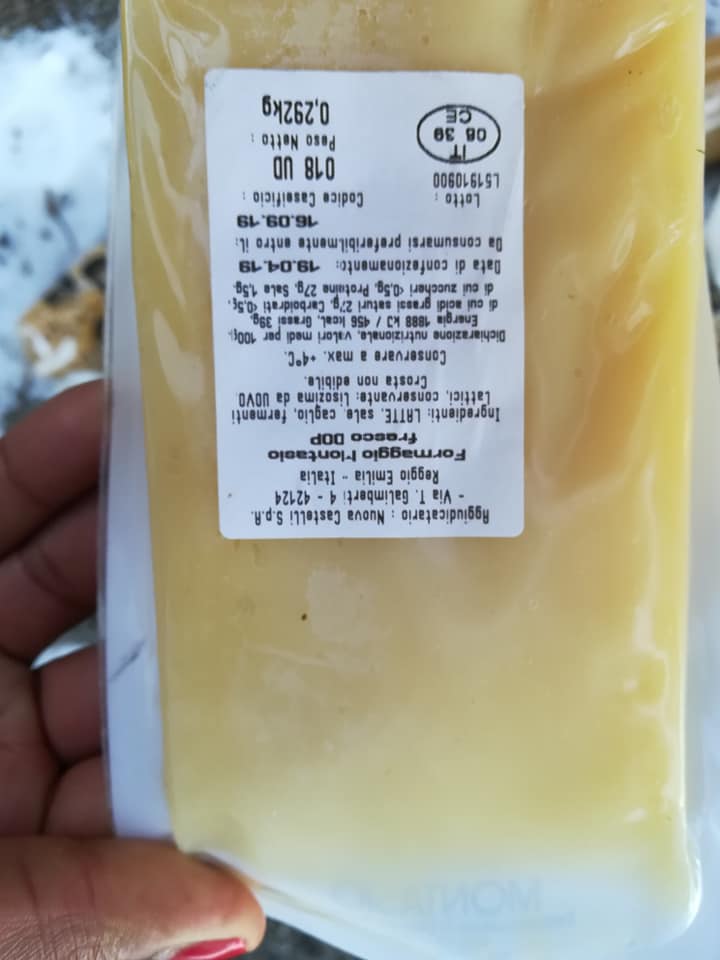 Aggiudicatario : Nuova Castelli S.p.A.
- Via T. Galimberti 4 - 42124
Reggio Emilia - Italia
Formaggio Montasio
fresco DOP
Ingredienti: LATTE, sale, caglio, fermenti
lattici, conservante: lisozima da UOVO
Crosta non edibile.
Conservare a max. +4°C.
Dichiarazione nutrizionale, valori medi per 100g:
Energia 1888 kJ / 456 kcal, Grassi 39g,
di cui acidi grassi saturi 27g, Carboidrati <0,5g,
di cui zuccheri <0,5g, Proteine 27g, Sale 1,5g.
Data di confezionamento: 19.04.19
Da consumarsi preferibilmente entro il:
16.09.19
Lotto : Codice Caseificio :
L51910900 018 UD
Peso Netto :
0,292kg
IT
08 39
CE